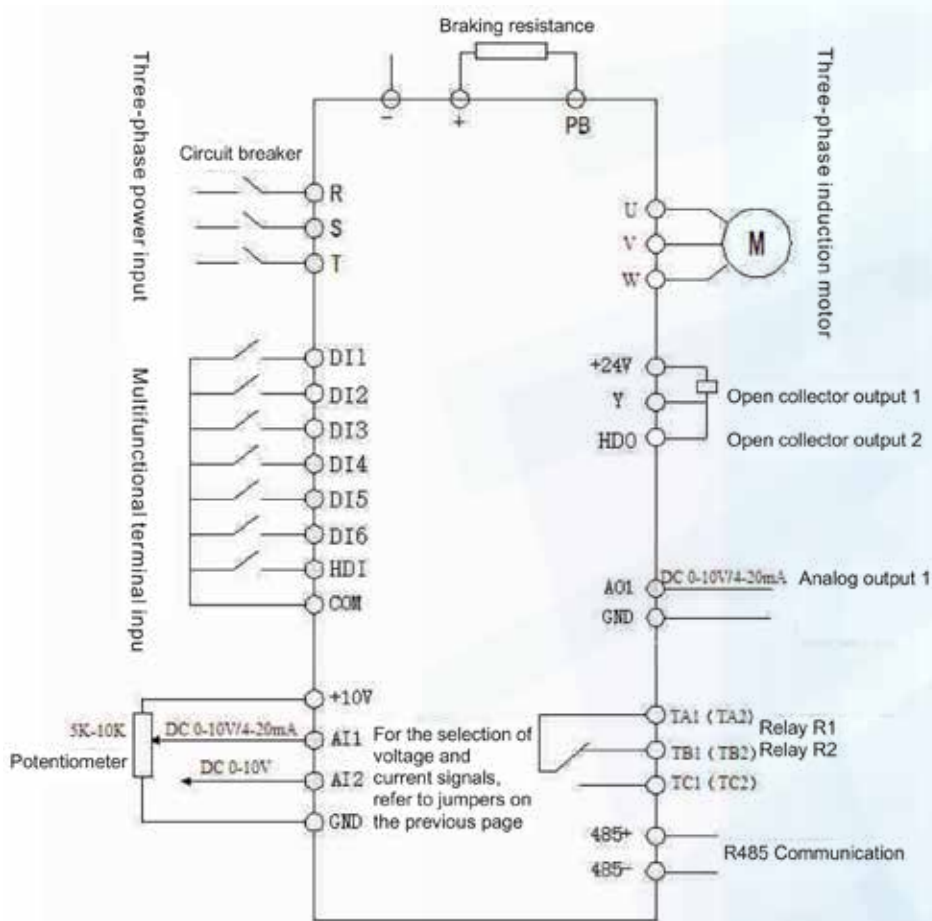 Braking resistance
-
+
PB
Three-phase power input
Circuit breaker
R
S
T
U
V
W
M
Three-phase induction motor
Multifunctional terminal inpu
DI1
DI2
DI3
DI4
DI5
DI6
HDI
COM
+24V
Y
HDO
Open collector output 1
Open collector output 2
AO1
DC 0-10V/4-20mA
Analog output 1
GND
+10V
5K-10K
Potentiometer
DC 0-10V/4-20mA
AI1
DC 0-10V
AI2
GND
For the selection of
voltage and
current signals,
refer to jumpers on
the previous page
TA1 (TA2)
TB1 (TB2)
TC1 (TC2)
Relay R1
Relay R2
485+
485-
R485 Communication